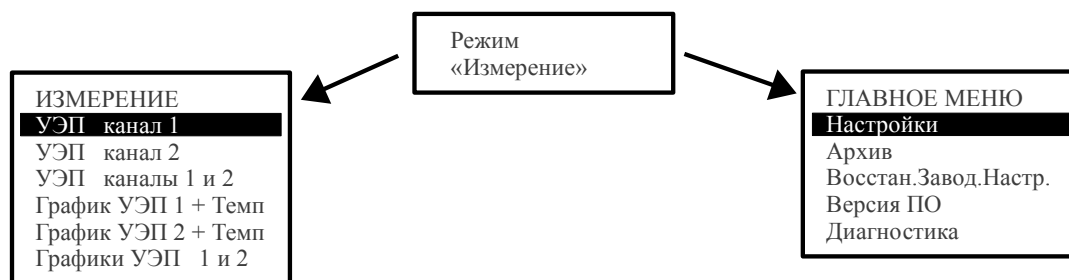 Режим
«Измерение»
ИЗМЕРЕНИЕ
УЭП канал 1
УЭП канал 2
УЭП каналы 1 и 2
График УЭП 1 + Темп
График УЭП 2 + Темп
Графики УЭП 1 и 2
ГЛАВНОЕ МЕНЮ
Настройки
Архив
Восстан.Завод.Настр.
Версия ПО
Диагностика